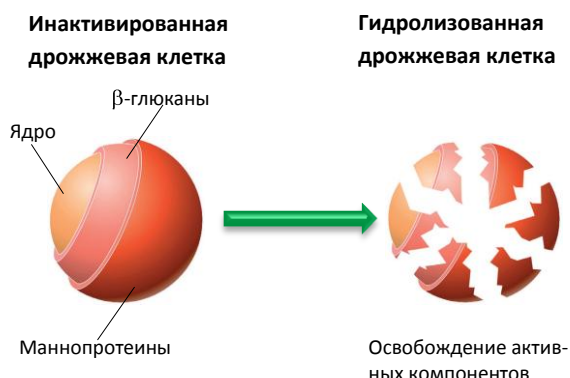 Инактивированная
дрожжевая клетка
Гидролизованная
дрожжевая клетка
β-глюканы
Ядро
Маннопротеины
Освобождение актив-
ных компонентов